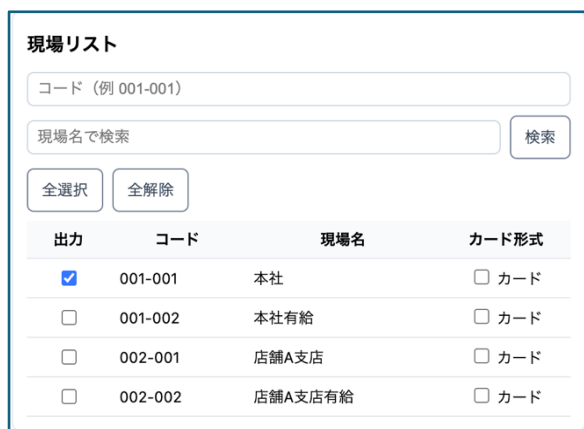 現場リスト
コード（例 001-001）
現場名で検索 検索
全選択 全解除
出力 コード 現場名 カード形式
001-001 本社 カード
001-002 本社有給 カード
002-001 店舗A支店 カード
002-002 店舗A支店有給 カード